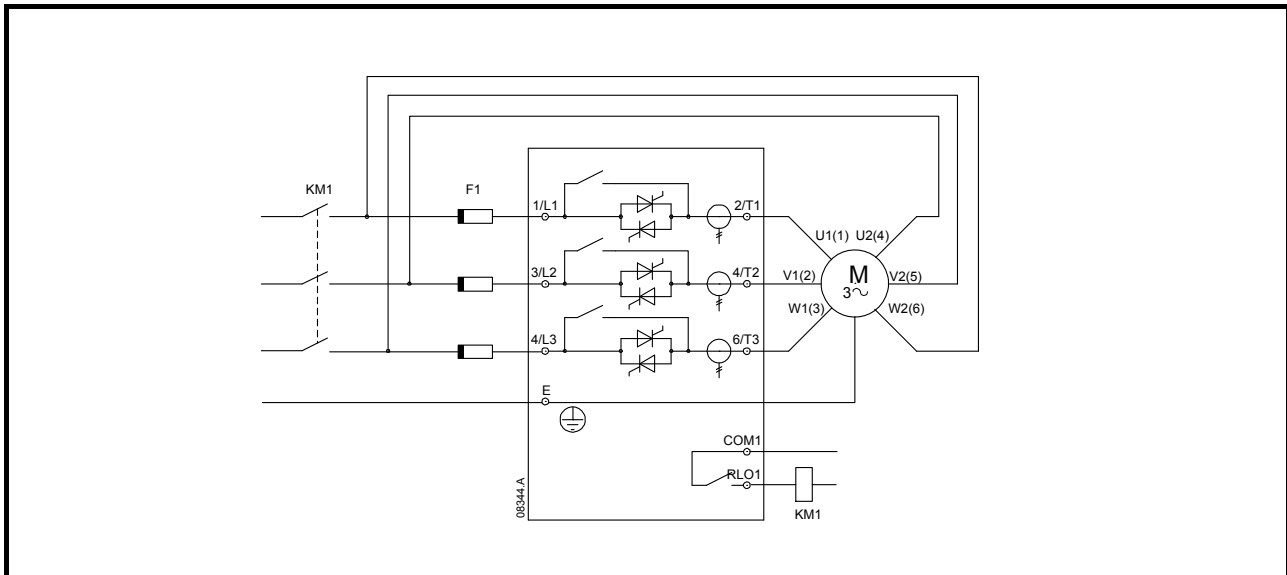 KM1
F1
1/L1
2/T1
U1(1) U2(4)
3/L2
4/T2
V1(2)
M
3~
V2(5)
W1(3)
W2(6)
4/L3
6/T3
E
COM1
RLO1
KM1
08344.A